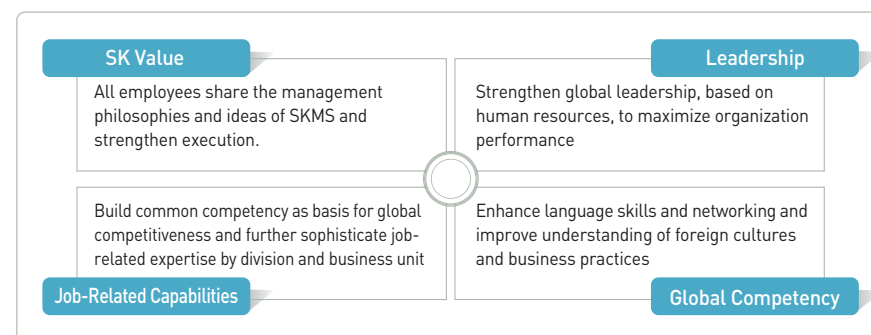 SK Value
All employees share the management
philosophies and ideas of SKMS and
strengthen execution.
Leadership
Strengthen global leadership, based on
human resources, to maximize organization
performance
Build common competency as basis for global
competitiveness and further sophisticate job-
related expertise by division and business unit
Job-Related Capabilities
Enhance language skills and networking and
improve understanding of foreign cultures
and business practices
Global Competency